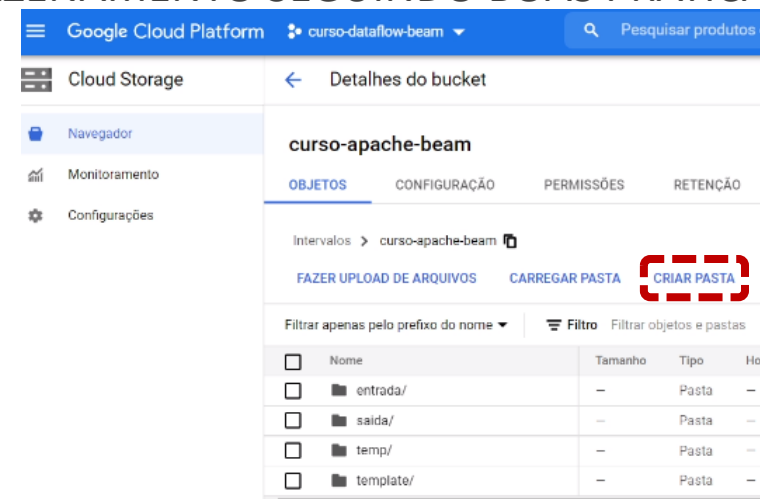 Google Cloud Platform curso-dataflow-beam Pesquisar produtos
Cloud Storage Detalhes do bucket
Navegador
curso-apache-beam
Monitoramento
OBJETOS CONFIGURAÇÃO PERMISSÕES RETENÇÃO
Configurações
Intervalos > curso-apache-beam
FAZER UPLOAD DE ARQUIVOS CARREGAR PASTA CRIAR PASTA
Filtrar apenas pelo prefixo do nome Filtro Filtrar objetos e pastas
Nome Tamanho Tipo Ho
entrada/ — Pasta —
saida/ — Pasta —
temp/ — Pasta —
template/ — Pasta —